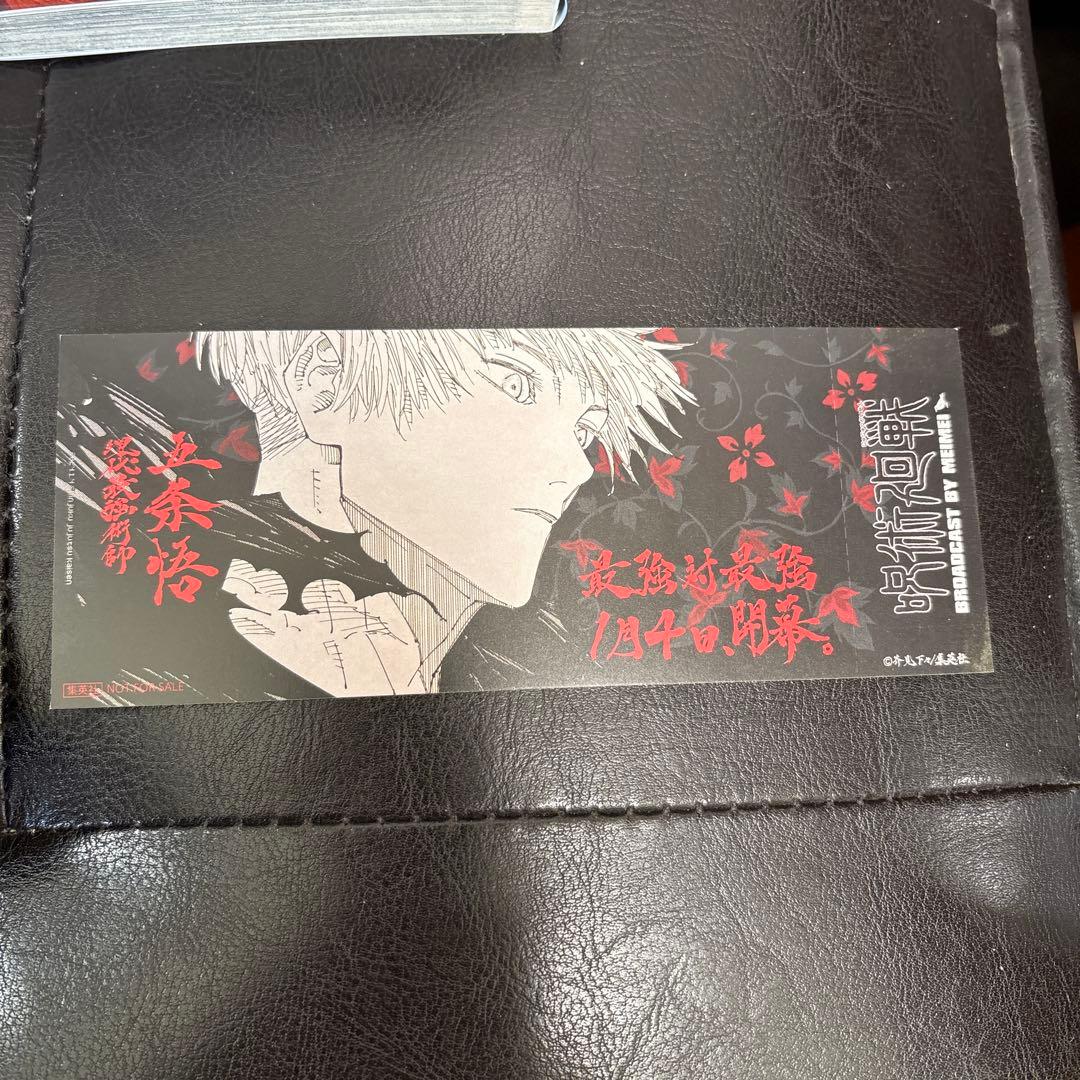 五条悟
現代最強術師
最強対最強
1月4日、閉幕。
呪術廻戦
BROADCAST BY MEIMEI
©芥見下々/集英社
集英社 NOT FOR SALE